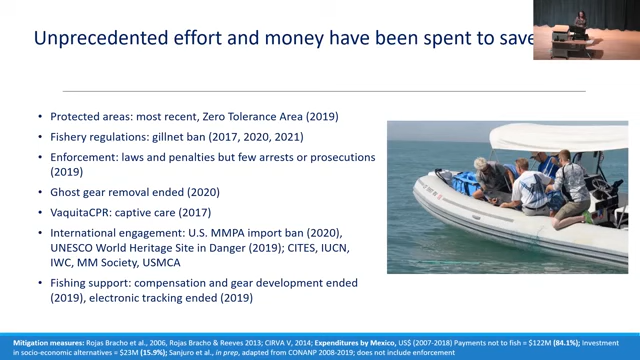 Unprecedented effort and money have been spent to save
• Protected areas: most recent, Zero Tolerance Area (2019)
• Fishery regulations: gillnet ban (2017, 2020, 2021)
• Enforcement: laws and penalties but few arrests or prosecutions
(2019)
• Ghost gear removal ended (2020)
• VaquitaCPR: captive care (2017)
• International engagement: U.S. MMPA import ban (2020),
UNESCO World Heritage Site in Danger (2019); CITES, IUCN,
IWC, MM Society, USMCA
• Fishing support: compensation and gear development ended
(2019), electronic tracking ended (2019)
Mitigation measures: Rojas Bracho et al., 2006, Rojas Bracho & Reeves 2013; CIRVA V, 2014; Expenditures by Mexico, US$ (2007-2018) Payments not to fish = $122M (84.1%); Investment
in socio-economic alternatives = $23M (15.9%); Sanjuro et al., in prep, adapted from CONANP 2008-2019; does not include enforcement